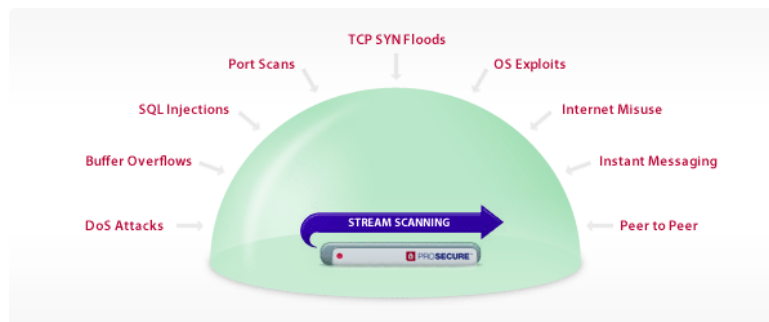 TCP SYN Floods
Port Scans
OS Exploits
SQL Injections
Internet Misuse
Buffer Overflows
Instant Messaging
DoS Attacks
Peer to Peer
STREAM SCANNING
PROSECURE™